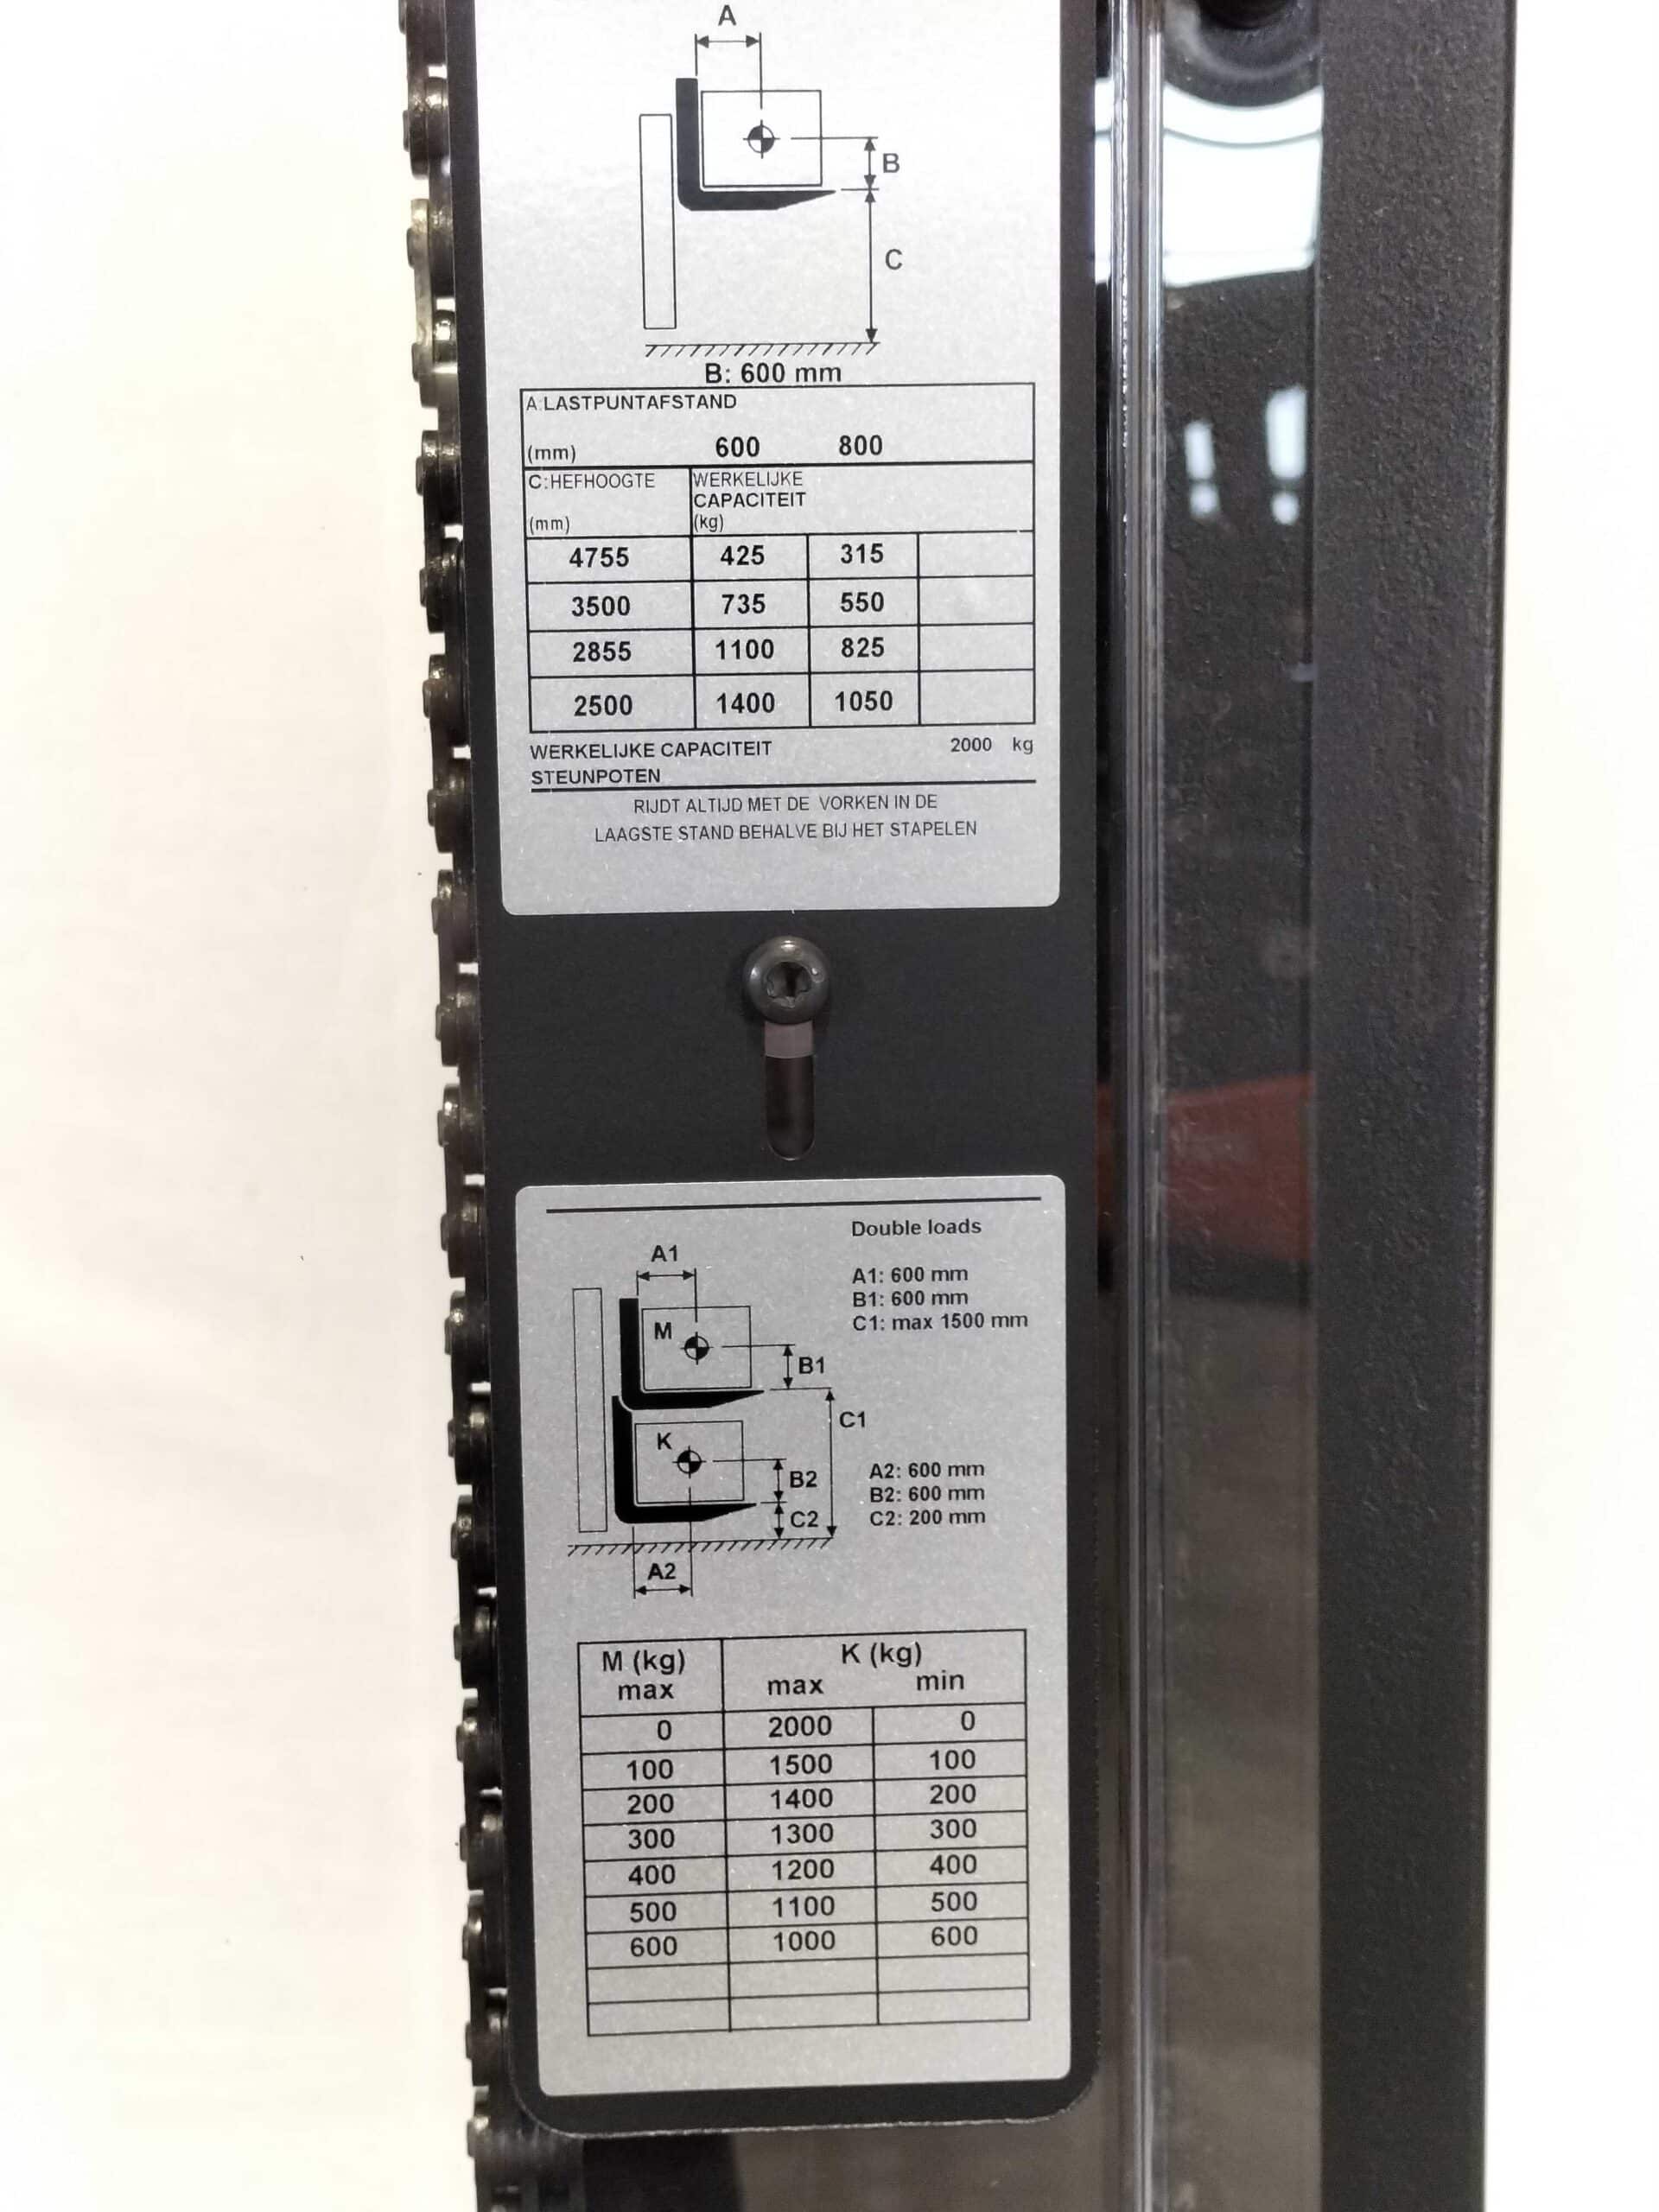 A
B
C
B: 600 mm
A:LASTPUNTAFSTAND
(mm) 600 800
C:HEFHOOGTE WERKELIJKE
CAPACITEIT
(mm) (kg)
4755 425 315
3500 735 550
2855 1100 825
2500 1400 1050
WERKELIJKE CAPACITEIT 2000 kg
STEUNPOTEN
RIJDT ALTIJD MET DE VORKEN IN DE
LAAGSTE STAND BEHALVE BIJ HET STAPELEN
Double loads
A1
A1: 600 mm
B1: 600 mm
C1: max 1500 mm
M
B1
C1
K
B2
C2
A2: 600 mm
B2: 600 mm
C2: 200 mm
A2
M (kg) K (kg)
max max min
0 2000 0
100 1500 100
200 1400 200
300 1300 300
400 1200 400
500 1100 500
600 1000 600